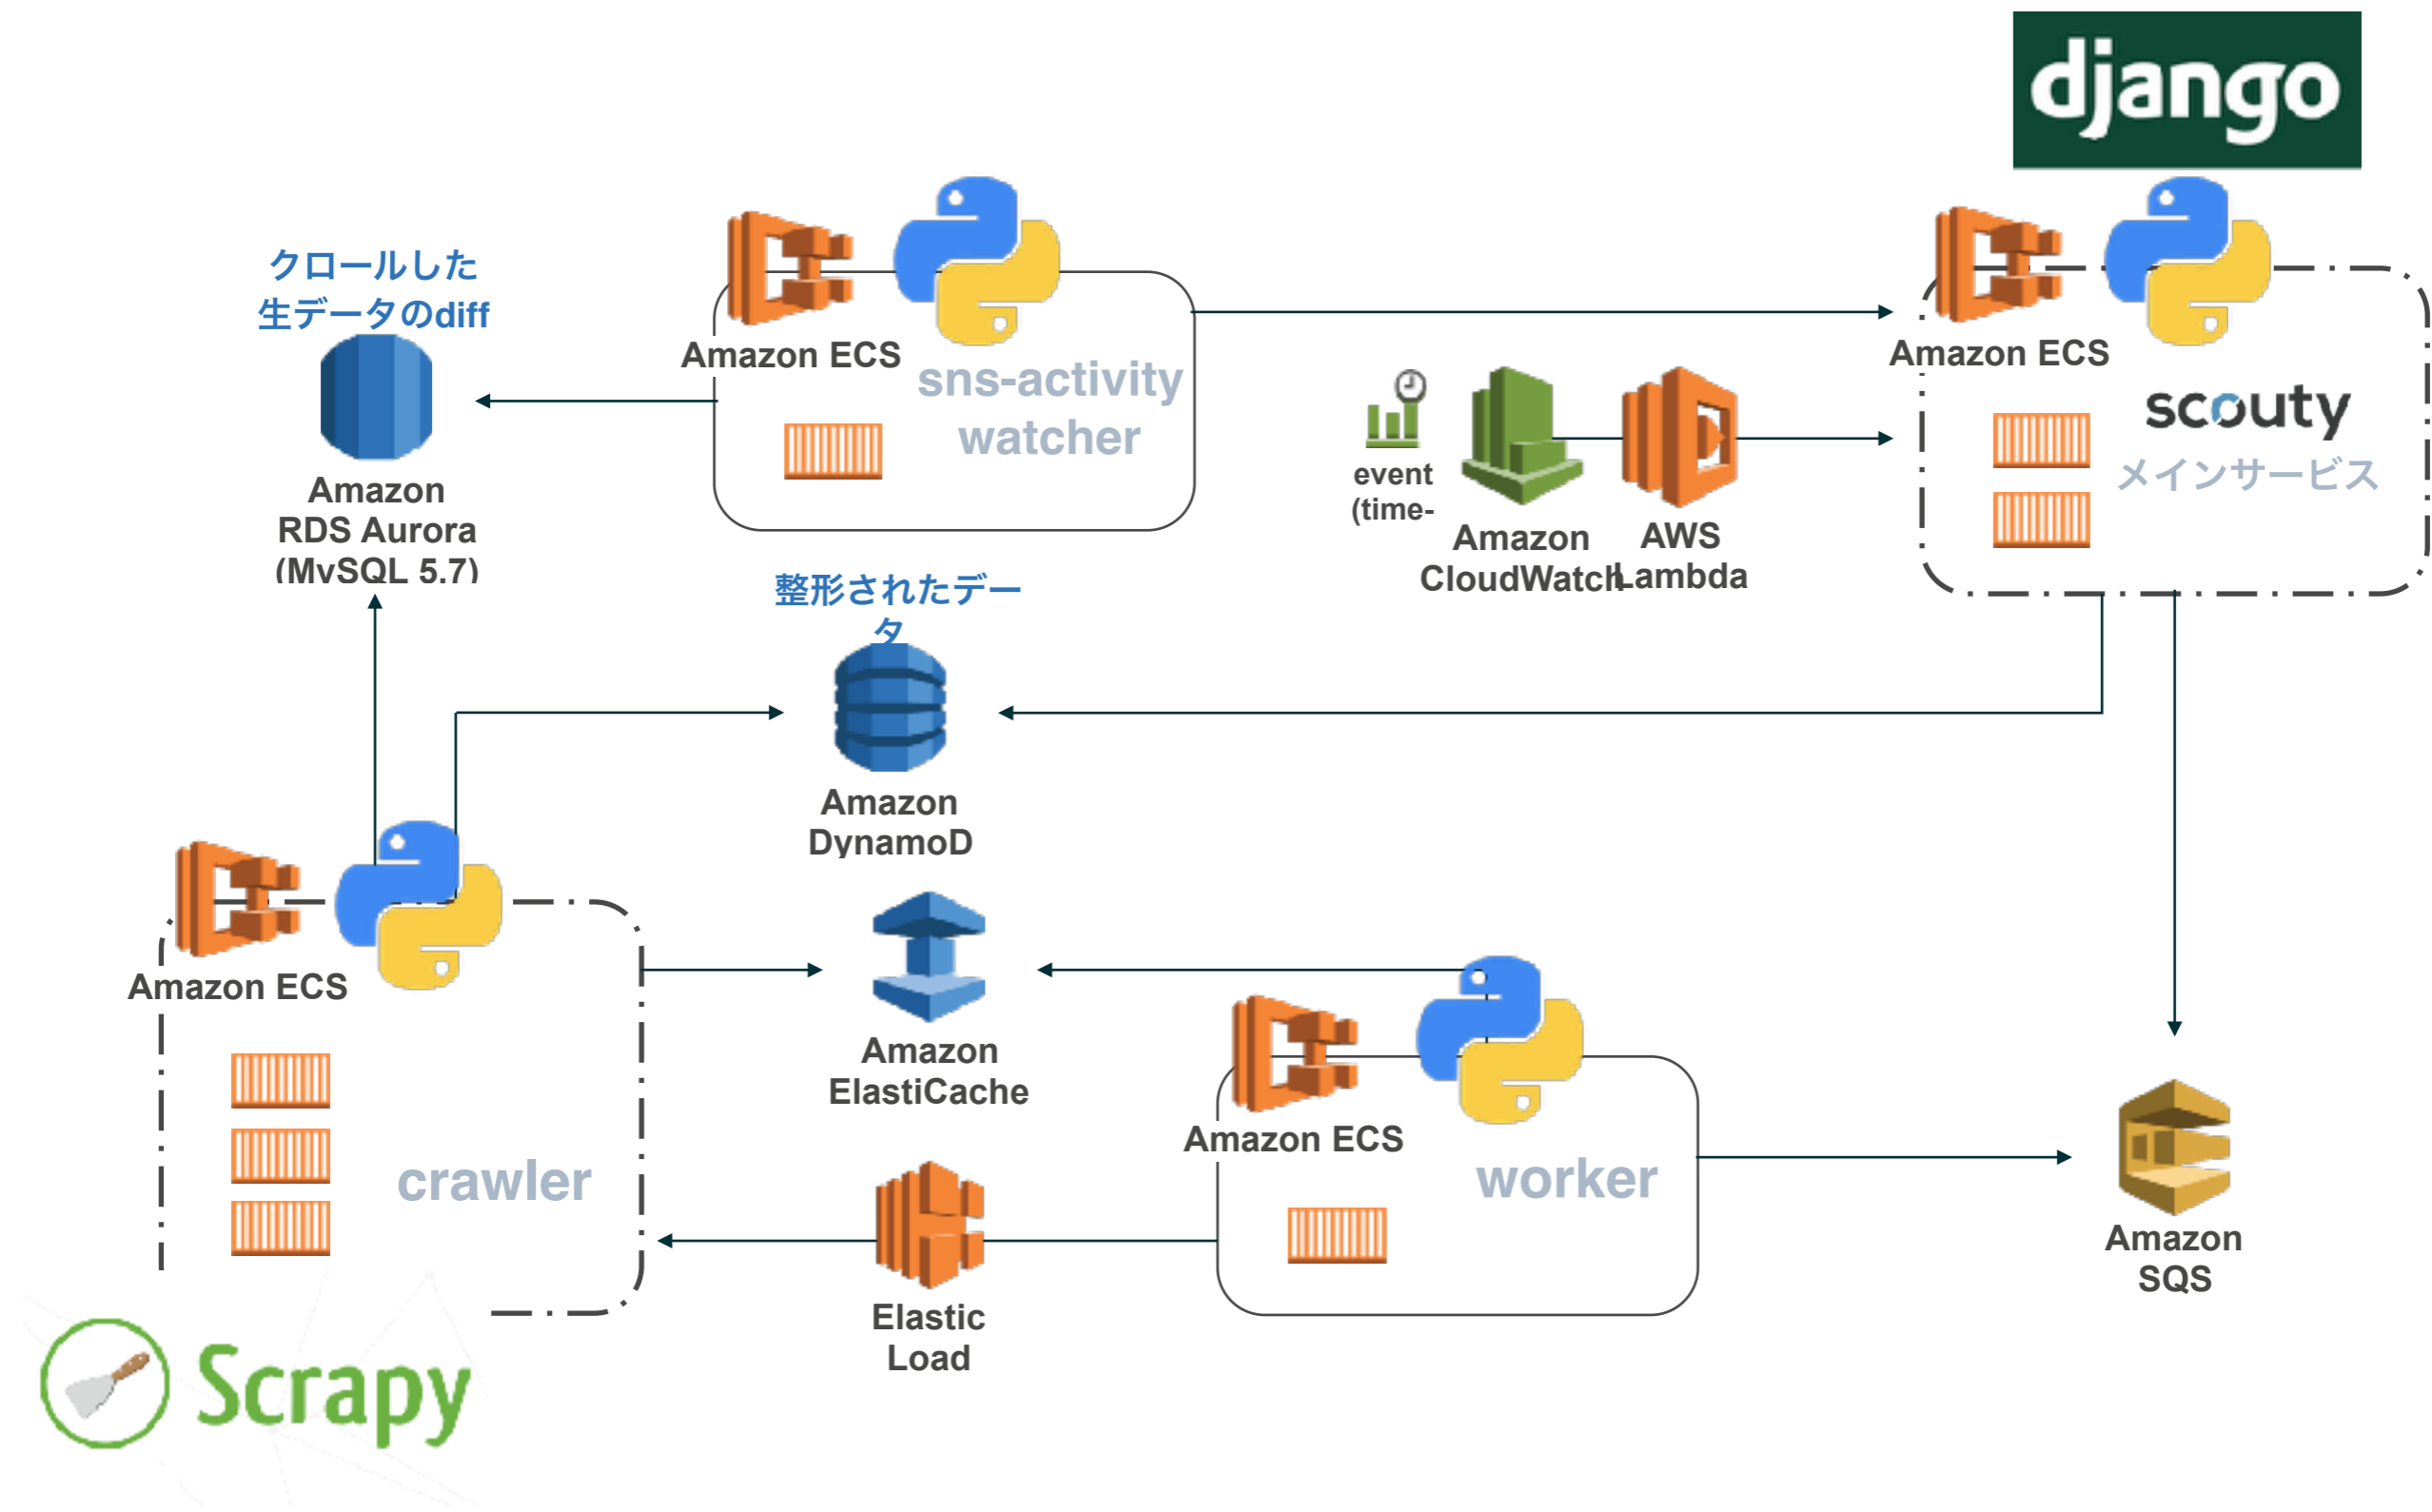 django
クロールした
生データのdiff
Amazon
RDS Aurora
(MySQL 5.7)
Amazon ECS
sns-activity
watcher
event
(time-
Amazon
CloudWatch
AWS
Lambda
Amazon ECS
scouty
メインサービス
整形されたデー
タ
Amazon
DynamoD
Amazon ECS
crawler
Amazon
ElastiCache
Amazon ECS
worker
Elastic
Load
Amazon
SQS
Scrapy